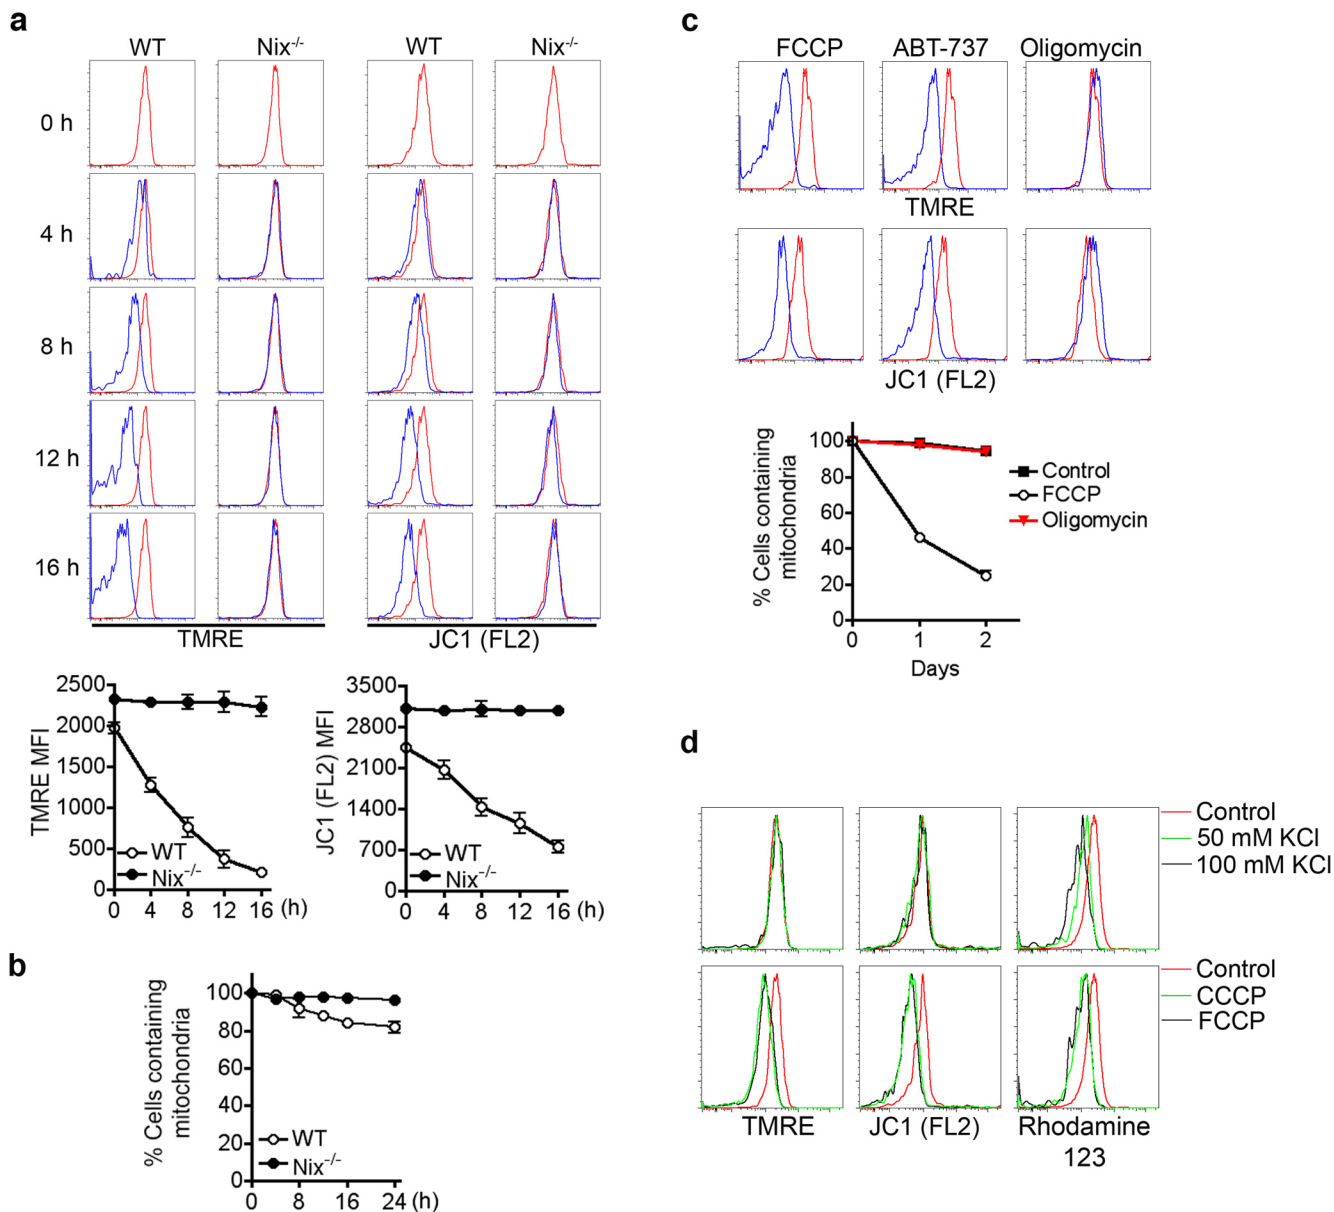 a
WT Nix-/- WT Nix-/-
0 h
4 h
8 h
12 h
16 h
TMRE JC1 (FL2)
TMRE MFI
2500
2000
1500
1000
500
0
WT
Nix-/-
0 4 8 12 16 (h)
JC1 (FL2) MFI
3500
2800
2100
1400
700
0
WT
Nix-/-
0 4 8 12 16 (h)
b
% Cells containing
mitochondria
100
80
60
40
20
0
WT
Nix-/-
0 8 16 24 (h)
c
FCCP ABT-737 Oligomycin
TMRE
JC1 (FL2)
% Cells containing
mitochondria
100
80
60
40
20
0
Control
FCCP
Oligomycin
0 1 2
Days
d
Control
50 mM KCl
100 mM KCl
Control
CCCP
FCCP
TMRE JC1 (FL2) Rhodamine
123